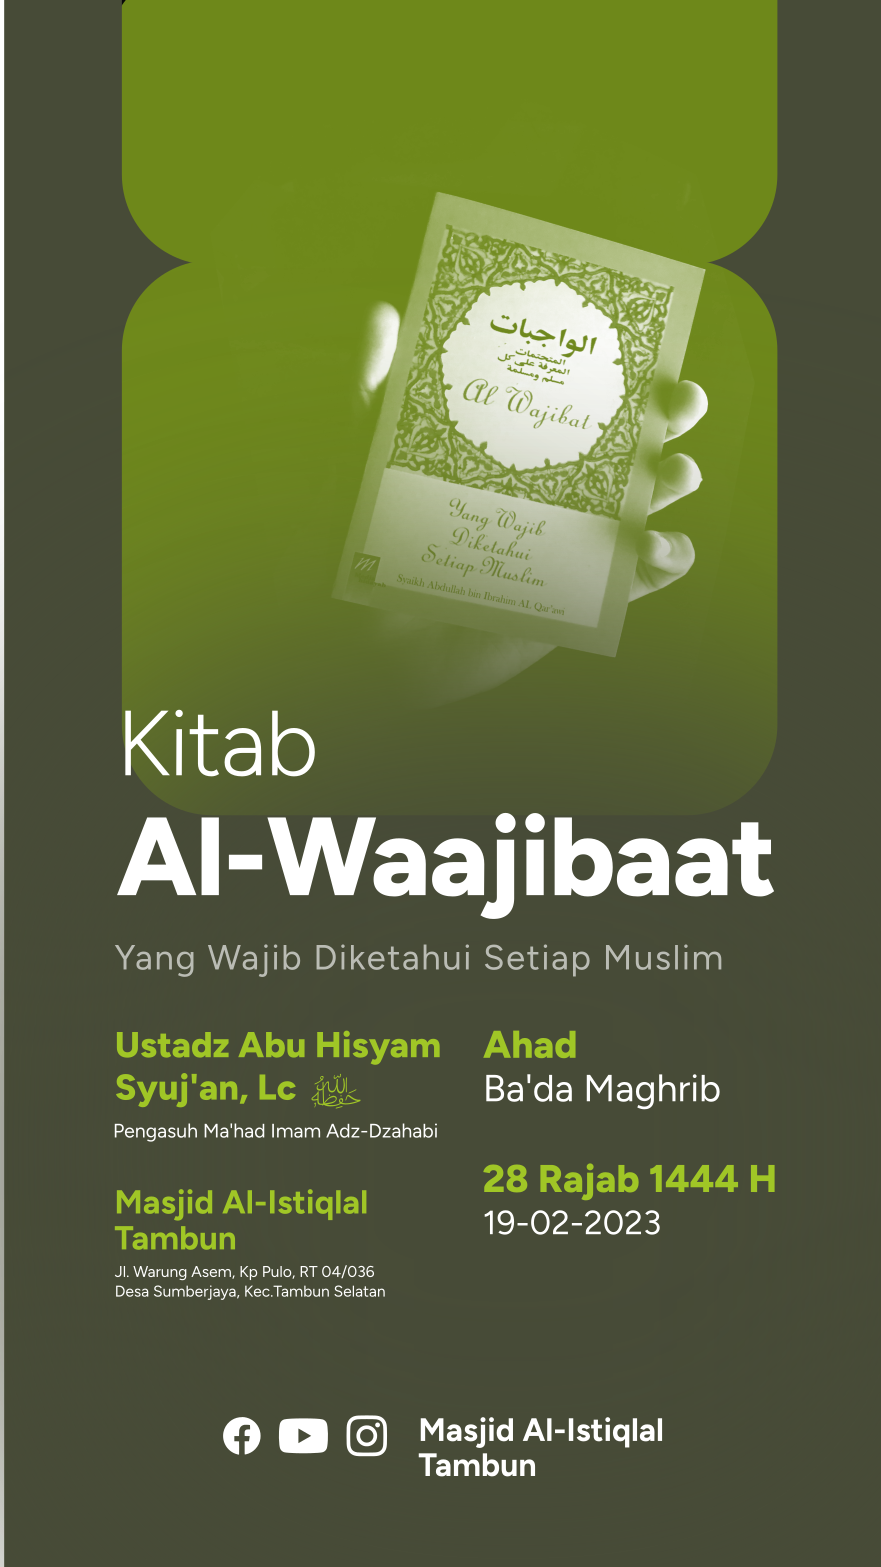 الواجبات
المتحتمات
المعرفة على كل
مسلم ومسلمة
Al Wajibat
Yang Wajib
Diketahui
Setiap Muslim
Syaikh Abdullah bin Ibrahim AL Qar'awi
Kitab
Al-Waajibaat
Yang Wajib Diketahui Setiap Muslim
Ustadz Abu Hisyam
Syuj'an, Lc حفظه الله
Pengasuh Ma'had Imam Adz-Dzahabi
Masjid Al-Istiqlal
Tambun
Jl. Warung Asem, Kp Pulo, RT 04/036
Desa Sumberjaya, Kec.Tambun Selatan
Ahad
Ba'da Maghrib
28 Rajab 1444 H
19-02-2023
Masjid Al-Istiqlal
Tambun